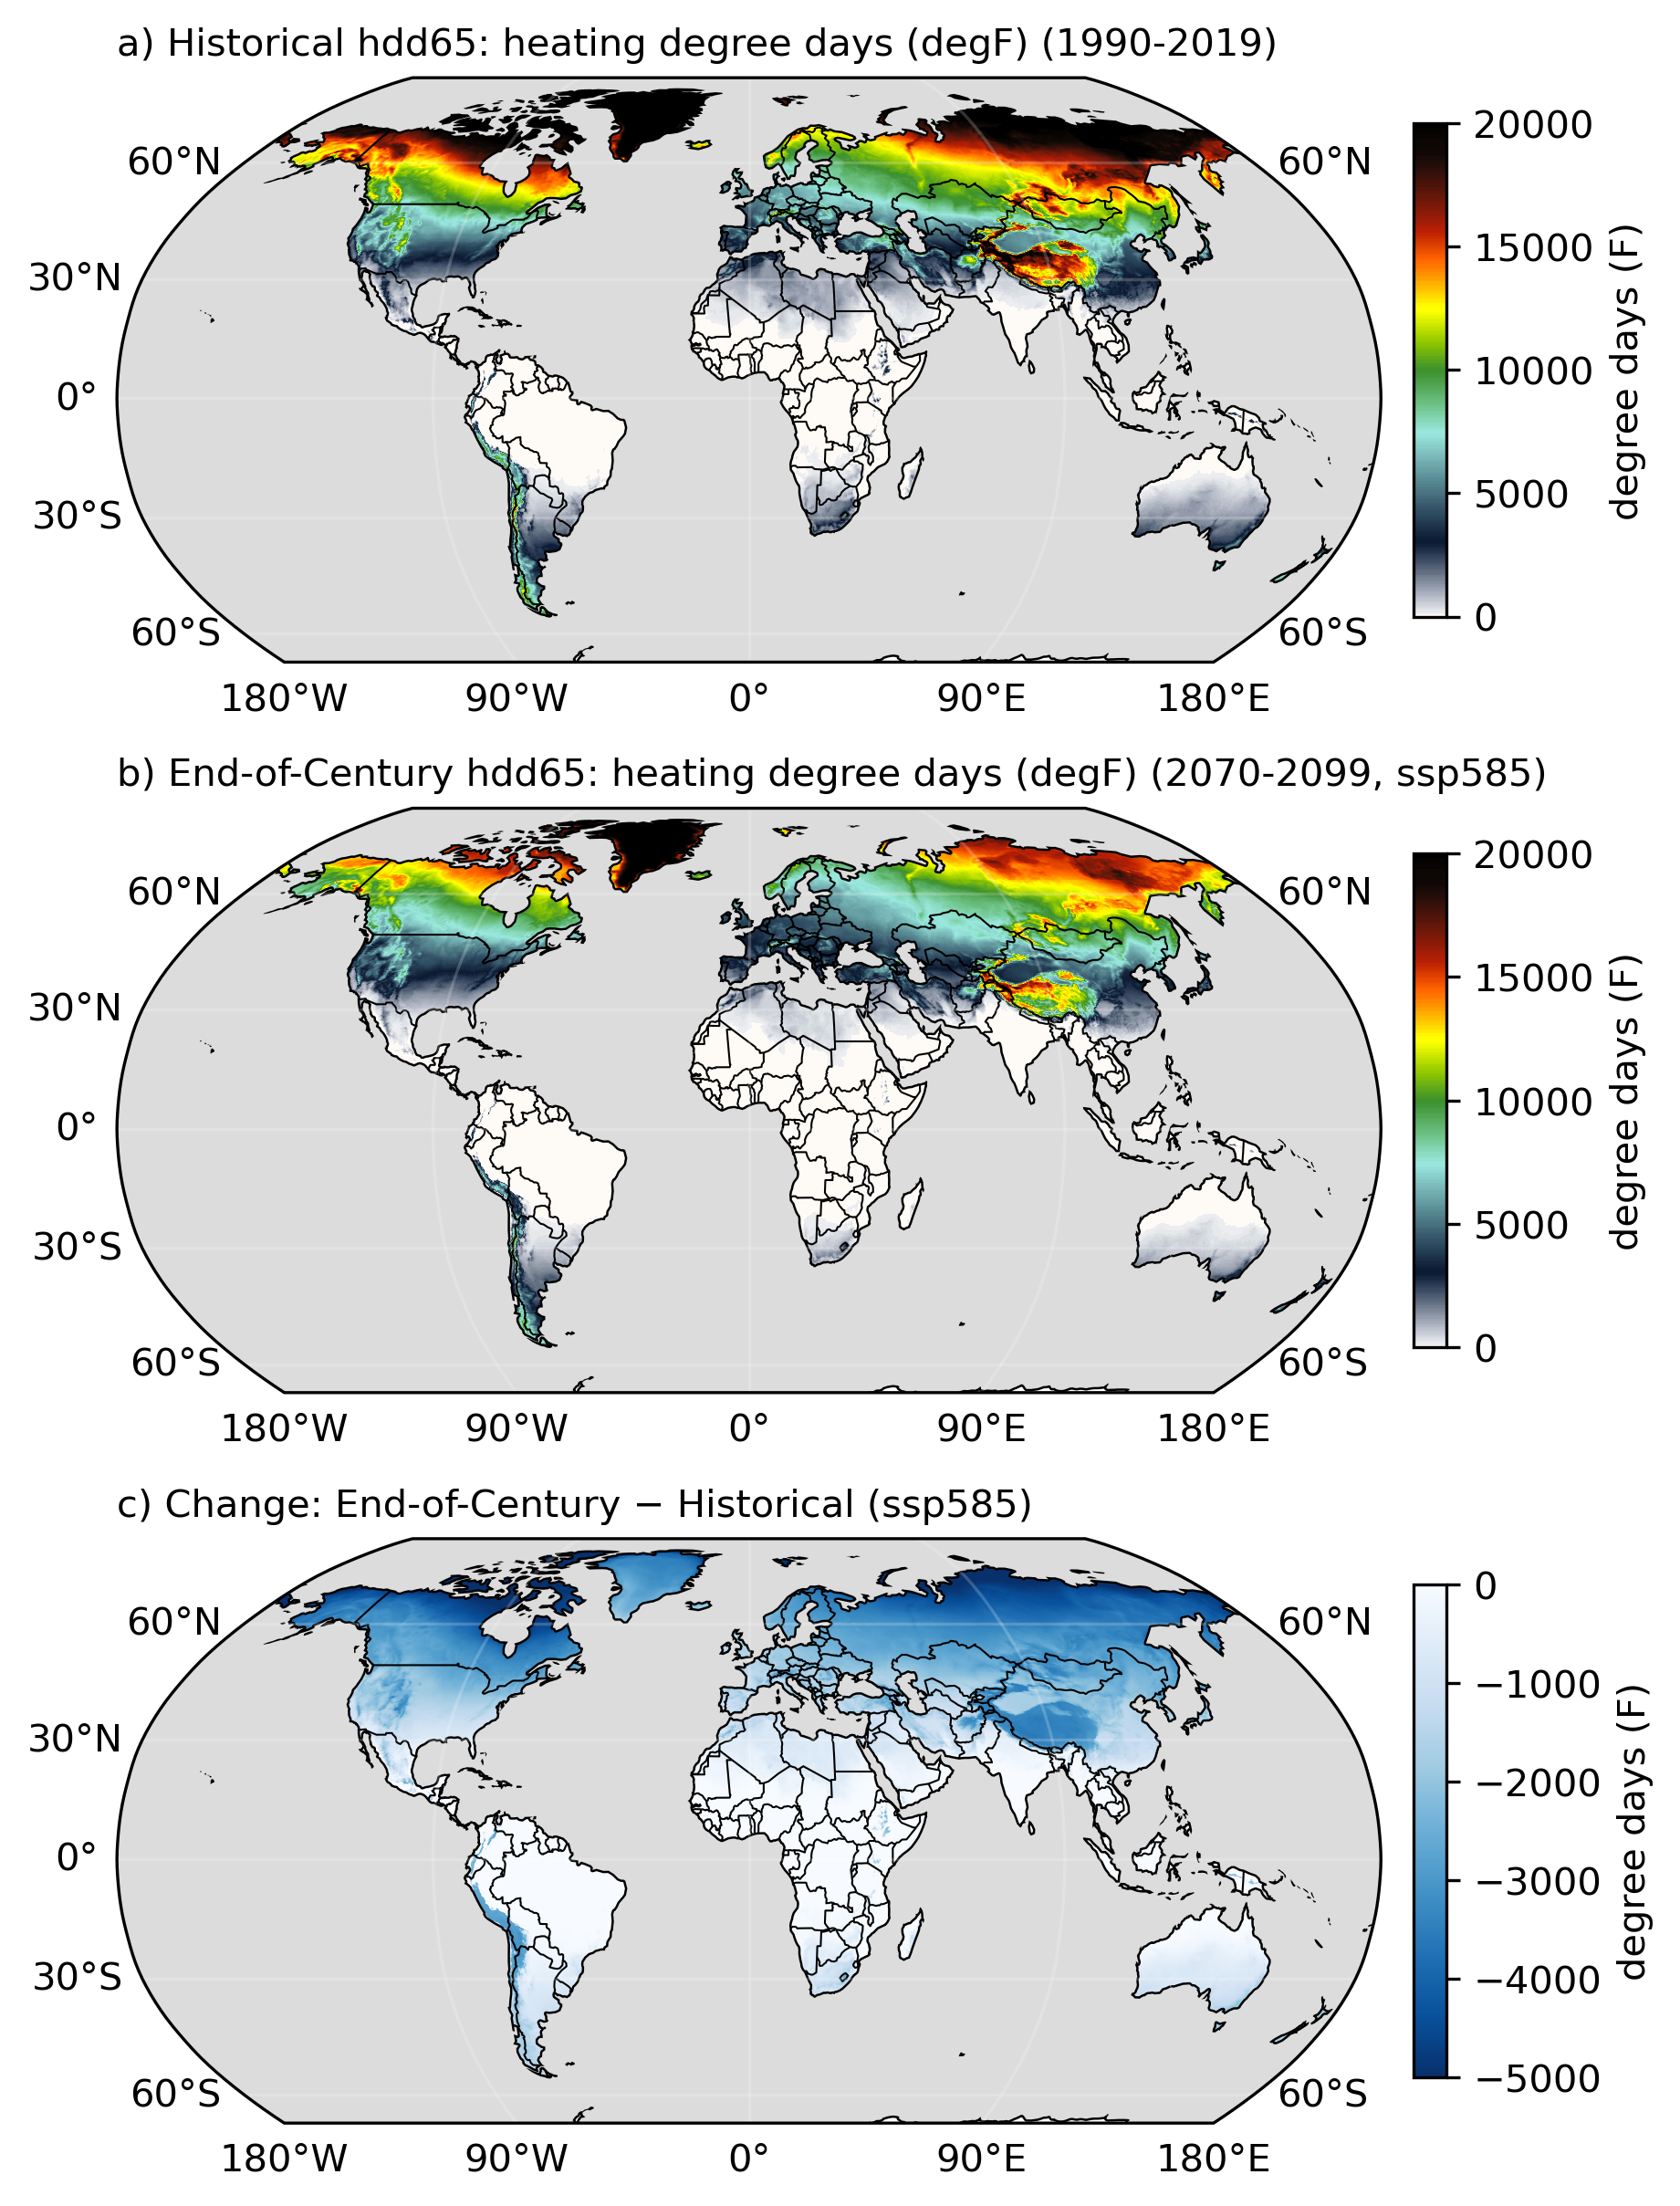 a) Historical hdd65: heating degree days (degF) (1990-2019)
60°N
60°N
30°N
0°
30°S
60°S
60°S
180°W
90°W
0°
90°E
180°E
20000
15000
10000
5000
0
degree days (F)
b) End-of-Century hdd65: heating degree days (degF) (2070-2099, ssp585)
60°N
60°N
30°N
0°
30°S
60°S
60°S
180°W
90°W
0°
90°E
180°E
20000
15000
10000
5000
0
degree days (F)
c) Change: End-of-Century − Historical (ssp585)
60°N
60°N
30°N
0°
30°S
60°S
60°S
180°W
90°W
0°
90°E
180°E
0
−1000
−2000
−3000
−4000
−5000
degree days (F)